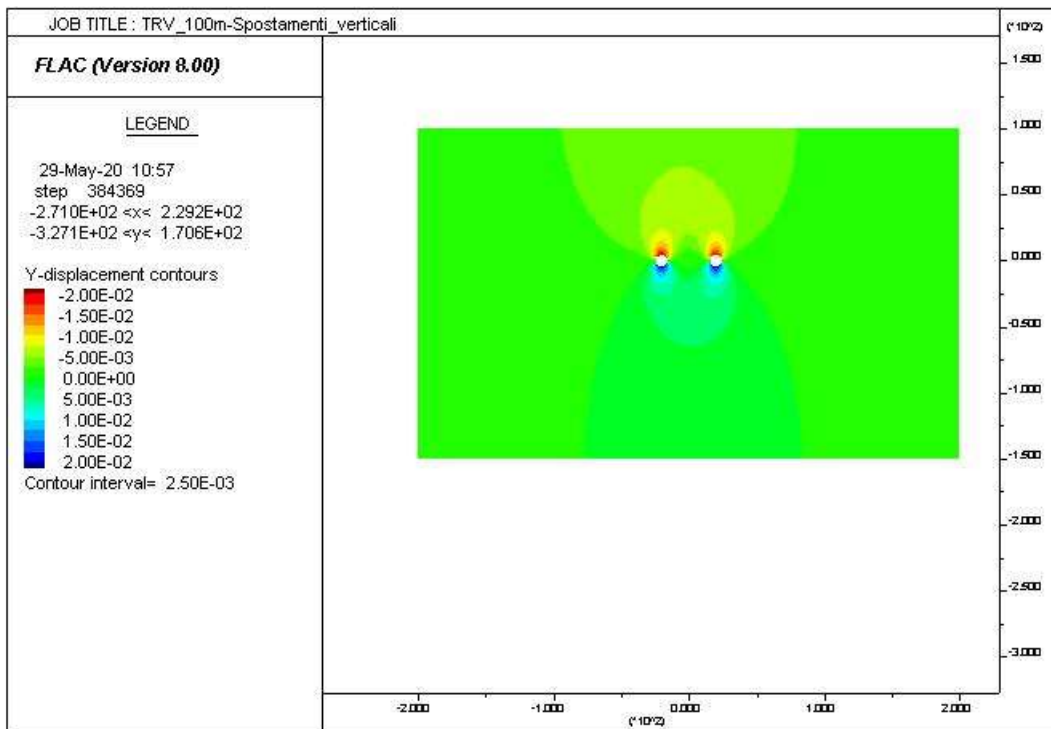 JOB TITLE : TRV_100m-Spostamenti_verticali
FLAC (Version 8.00)
LEGEND
29-May-20 10:57
step 384369
-2.710E+02 <x< 2.292E+02
-3.271E+02 <y< 1.706E+02
Y-displacement contours
-2.00E-02
-1.50E-02
-1.00E-02
-5.00E-03
0.00E+00
5.00E-03
1.00E-02
1.50E-02
2.00E-02
Contour interval= 2.50E-03
(*10^2)
1.500
1.000
0.500
0.000
-0.500
-1.000
-1.500
-2.000
-2.500
-3.000
-2.000 -1.000 0.000 1.000 2.000
(*10^2)